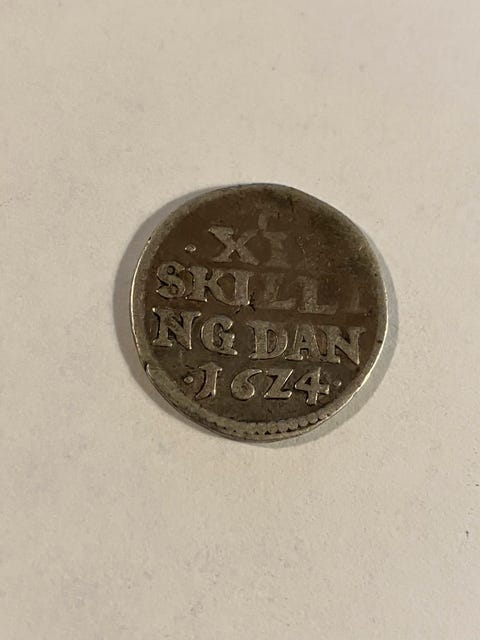 · XII
SKILLI
NG DAN
· 1624 ·